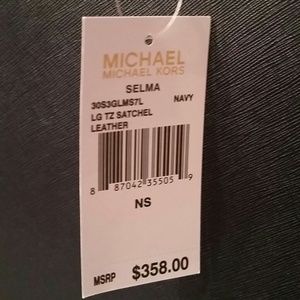 MICHAEL
MICHAEL KORS
SELMA
30S3GLMS7L NAVY
LG TZ SATCHEL
LEATHER
8 87042 35505 9
NS
MSRP $358.00